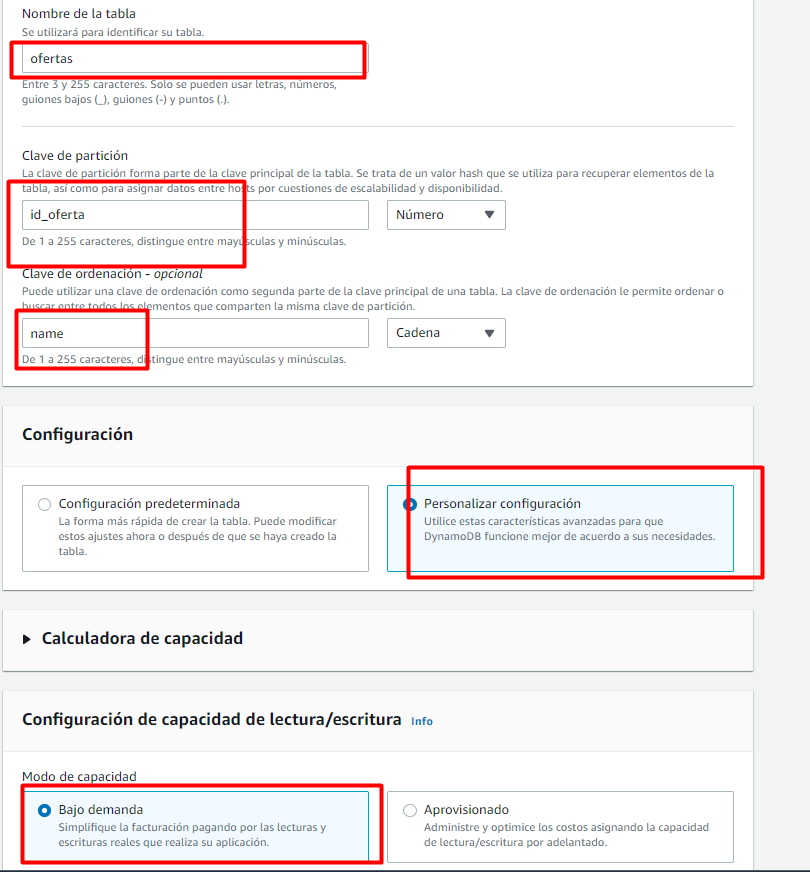 Nombre de la tabla
Se utilizará para identificar su tabla.
ofertas
Entre 3 y 255 caracteres. Solo se pueden usar letras, números,
guiones bajos (_), guiones (-) y puntos (.).
Clave de partición
La clave de partición forma parte de la clave principal de la tabla. Se trata de un valor hash que se utiliza para recuperar elementos de la
tabla, así como para asignar datos entre hosts por cuestiones de escalabilidad y disponibilidad.
id_oferta
Número
De 1 a 255 caracteres, distingue entre mayúsculas y minúsculas.
Clave de ordenación - opcional
Puede utilizar una clave de ordenación como segunda parte de la clave principal de una tabla. La clave de ordenación le permite ordenar o
buscar entre todos los elementos que comparten la misma clave de partición.
name
Cadena
De 1 a 255 caracteres, distingue entre mayúsculas y minúsculas.
Configuración
Configuración predeterminada
La forma más rápida de crear la tabla. Puede modificar
estos ajustes ahora o después de que se haya creado la
tabla.
Personalizar configuración
Utilice estas características avanzadas para que
DynamoDB funcione mejor de acuerdo a sus necesidades.
Calculadora de capacidad
Configuración de capacidad de lectura/escritura Info
Modo de capacidad
Bajo demanda
Simplifique la facturación pagando por las lecturas y
escrituras reales que realiza su aplicación.
Aprovisionado
Administre y optimice los costos asignando la capacidad
de lectura/escritura por adelantado.